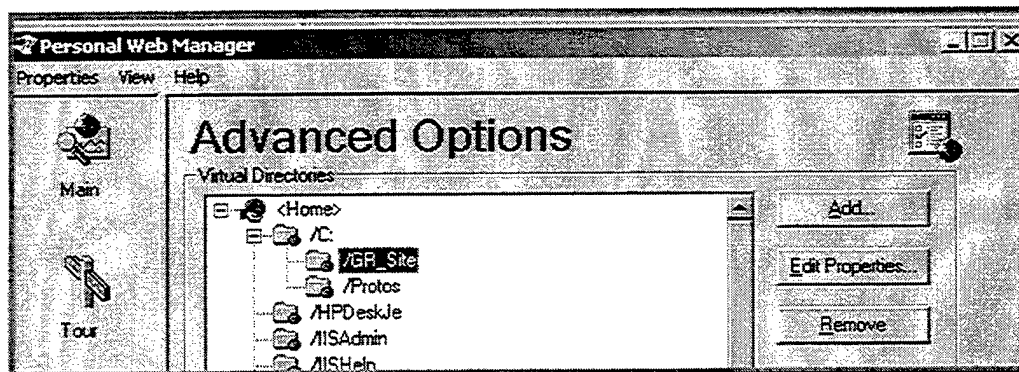 Personal Web Manager
Properties View Help
Main
Tour
Advanced Options
Virtual Directories
<Home>
/C:
/GR_Site
/Protos
/HPDeskJe
/IISAdmin
/IISHelp
Add...
Edit Properties...
Remove